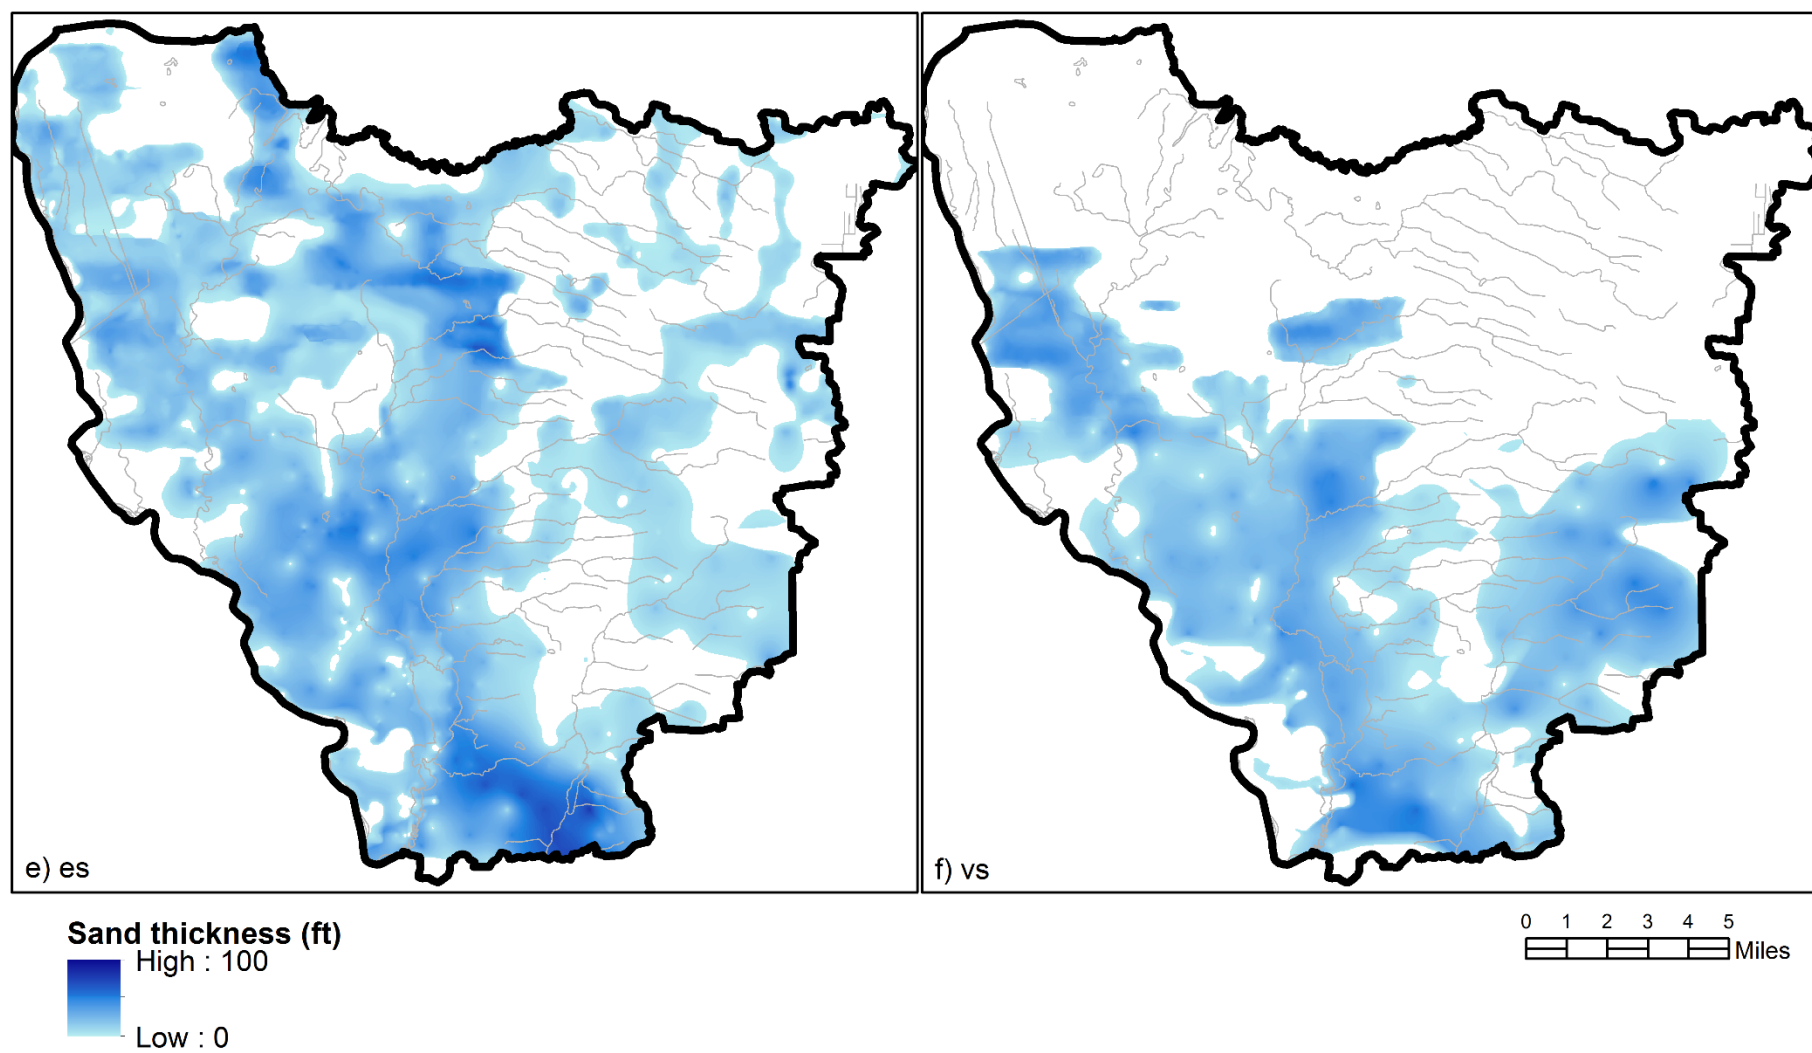 e) es
f) vs
Sand thickness (ft)
High : 100
Low : 0
0 1 2 3 4 5
Miles